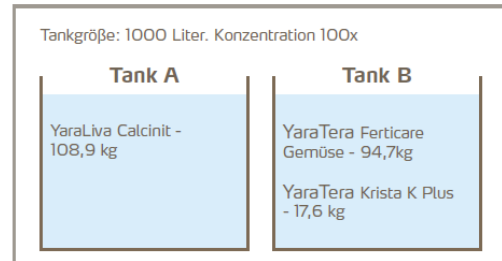 Tankgröße: 1000 Liter. Konzentration 100x
Tank A
YaraLiva Calcinit -
108,9 kg
Tank B
YaraTera Ferticare
Gemüse - 94,7kg
YaraTera Krista K Plus
- 17,6 kg